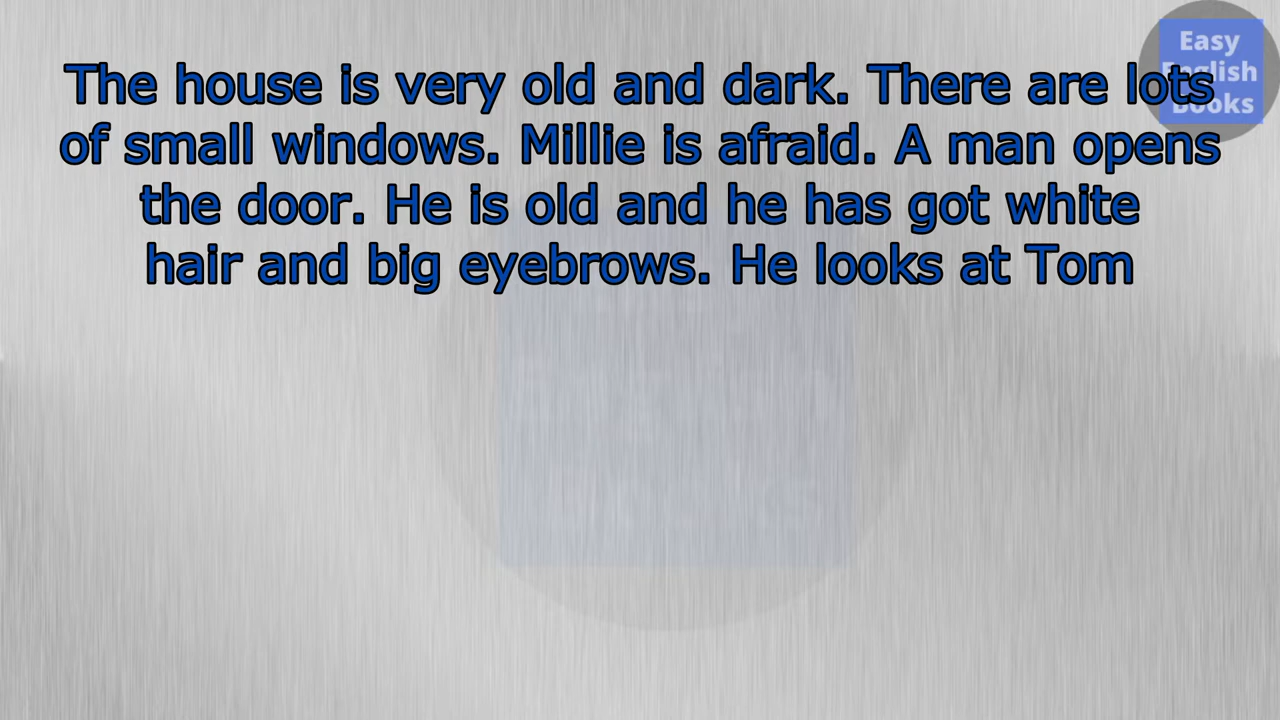 Easy
English
Books
The house is very old and dark. There are lots
of small windows. Millie is afraid. A man opens
the door. He is old and he has got white
hair and big eyebrows. He looks at Tom